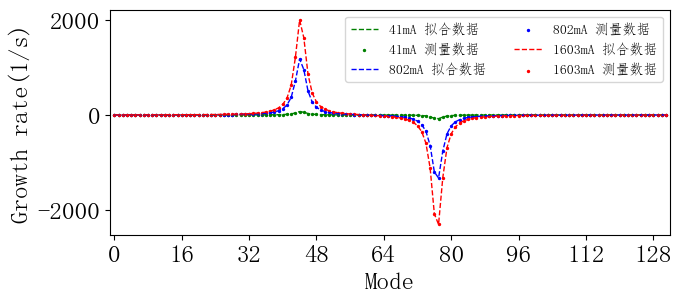 Growth rate(1/s)
2000
0
−2000
41mA 拟合数据
41mA 测量数据
802mA 拟合数据
802mA 测量数据
1603mA 拟合数据
1603mA 测量数据
0 16 32 48 64 80 96 112 128
Mode